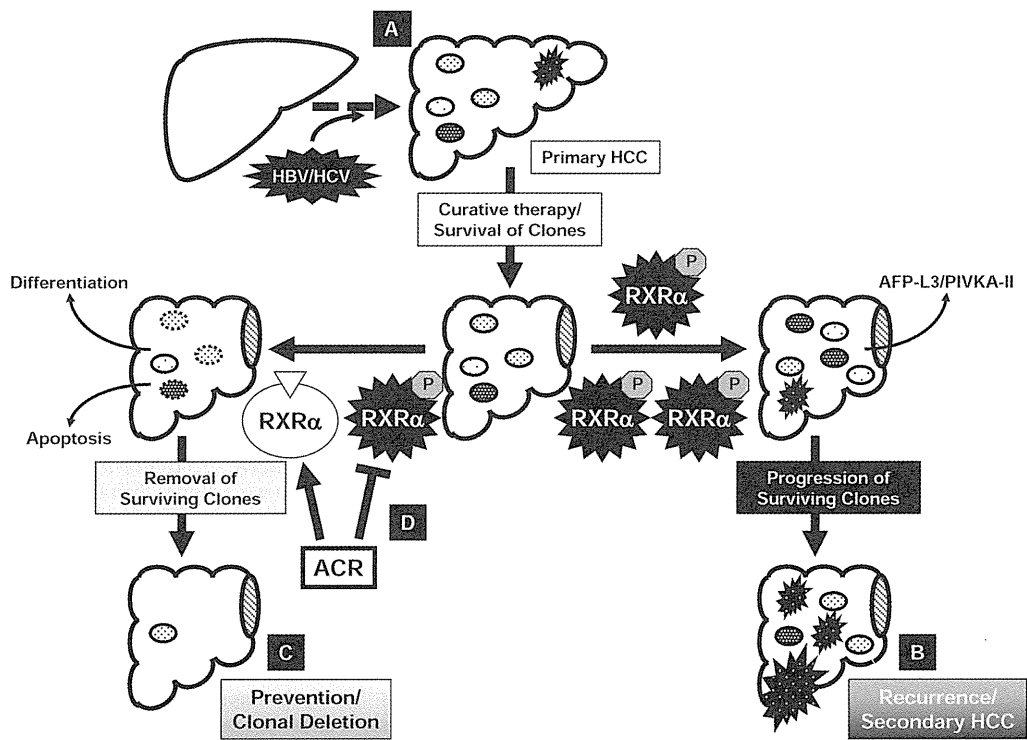 A
HBV/HCV
Primary HCC
Curative therapy/
Survival of Clones
Differentiation
Apoptosis
RXRα
P
RXRα
P
RXRα
P
RXRα
P
RXRα
AFP-L3/PIVKA-II
Removal of
Surviving Clones
D
ACR
Progression of
Surviving Clones
C
Prevention/
Clonal Deletion
B
Recurrence/
Secondary HCC